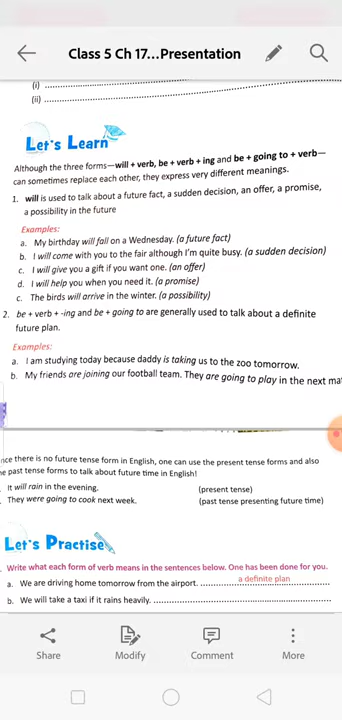 Class 5 Ch 17...Presentation
(i) ........................................
(ii) ........................................
Let's Learn
Although the three forms—will + verb, be + verb + ing and be + going to + verb—
can sometimes replace each other, they express very different meanings.
1. will is used to talk about a future fact, a sudden decision, an offer, a promise,
a possibility in the future
Examples:
a. My birthday will fall on a Wednesday. (a future fact)
b. I will come with you to the fair although I'm quite busy. (a sudden decision)
c. I will give you a gift if you want one. (an offer)
d. I will help you when you need it. (a promise)
c. The birds will arrive in the winter. (a possibility)
2. be + verb + -ing and be + going to are generally used to talk about a definite
future plan.
Examples:
a. I am studying today because daddy is taking us to the zoo tomorrow.
b. My friends are joining our football team. They are going to play in the next ma
nce there is no future tense form in English, one can use the present tense forms and also
he past tense forms to talk about future time in English!
It will rain in the evening. (present tense)
They were going to cook next week. (past tense presenting future time)
Let's Practise
Write what each form of verb means in the sentences below. One has been done for you.
a. We are driving home tomorrow from the airport. a definite plan
b. We will take a taxi if it rains heavily. ........................................
Share Modify Comment More